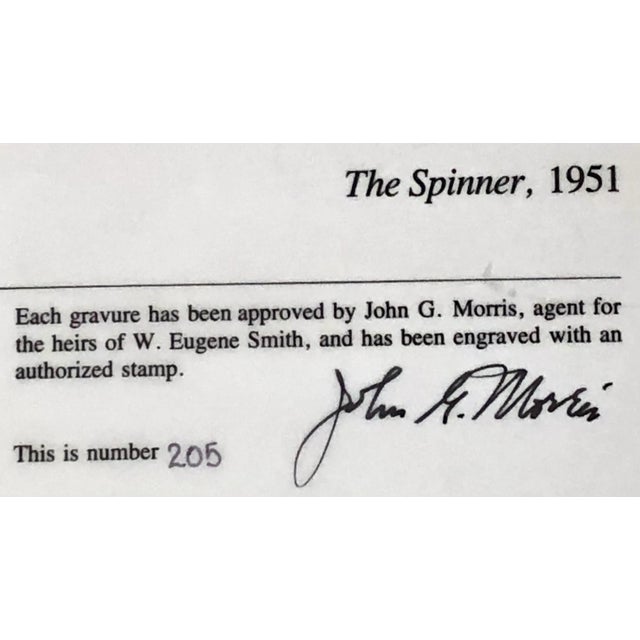 The Spinner, 1951
Each gravure has been approved by John G. Morris, agent for
the heirs of W. Eugene Smith, and has been engraved with an
authorized stamp.
John G. Morris
This is number 205